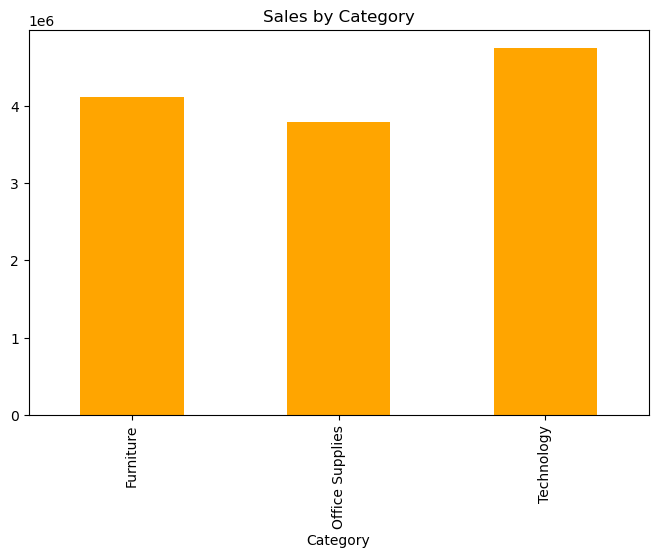 Sales by Category
1e6
4
3
2
1
0
Furniture
Office Supplies
Technology
Category